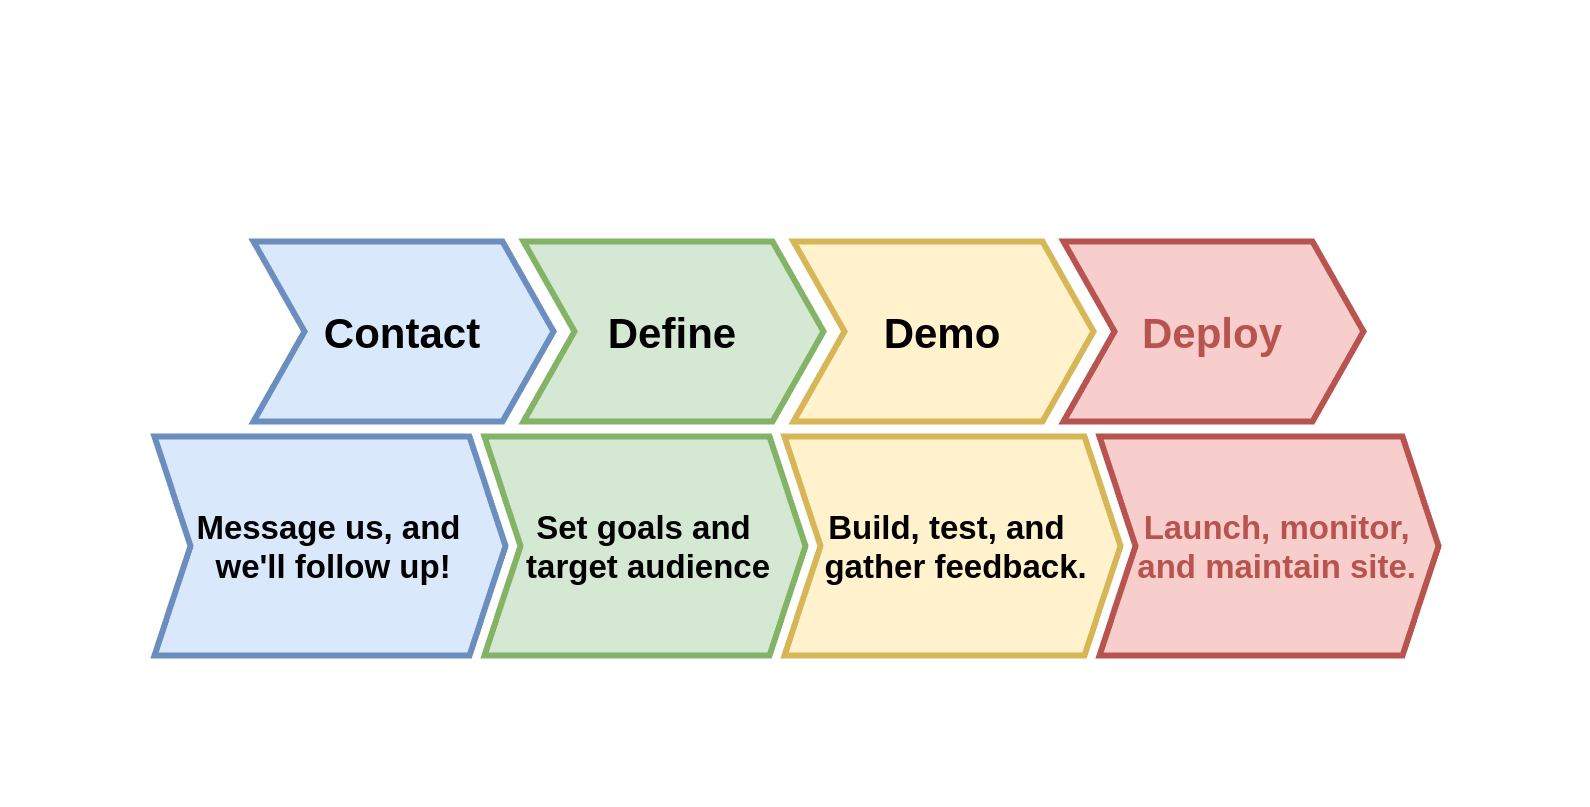 Contact
Define
Demo
Deploy
Message us, and
we'll follow up!
Set goals and
target audience
Build, test, and
gather feedback.
Launch, monitor,
and maintain site.